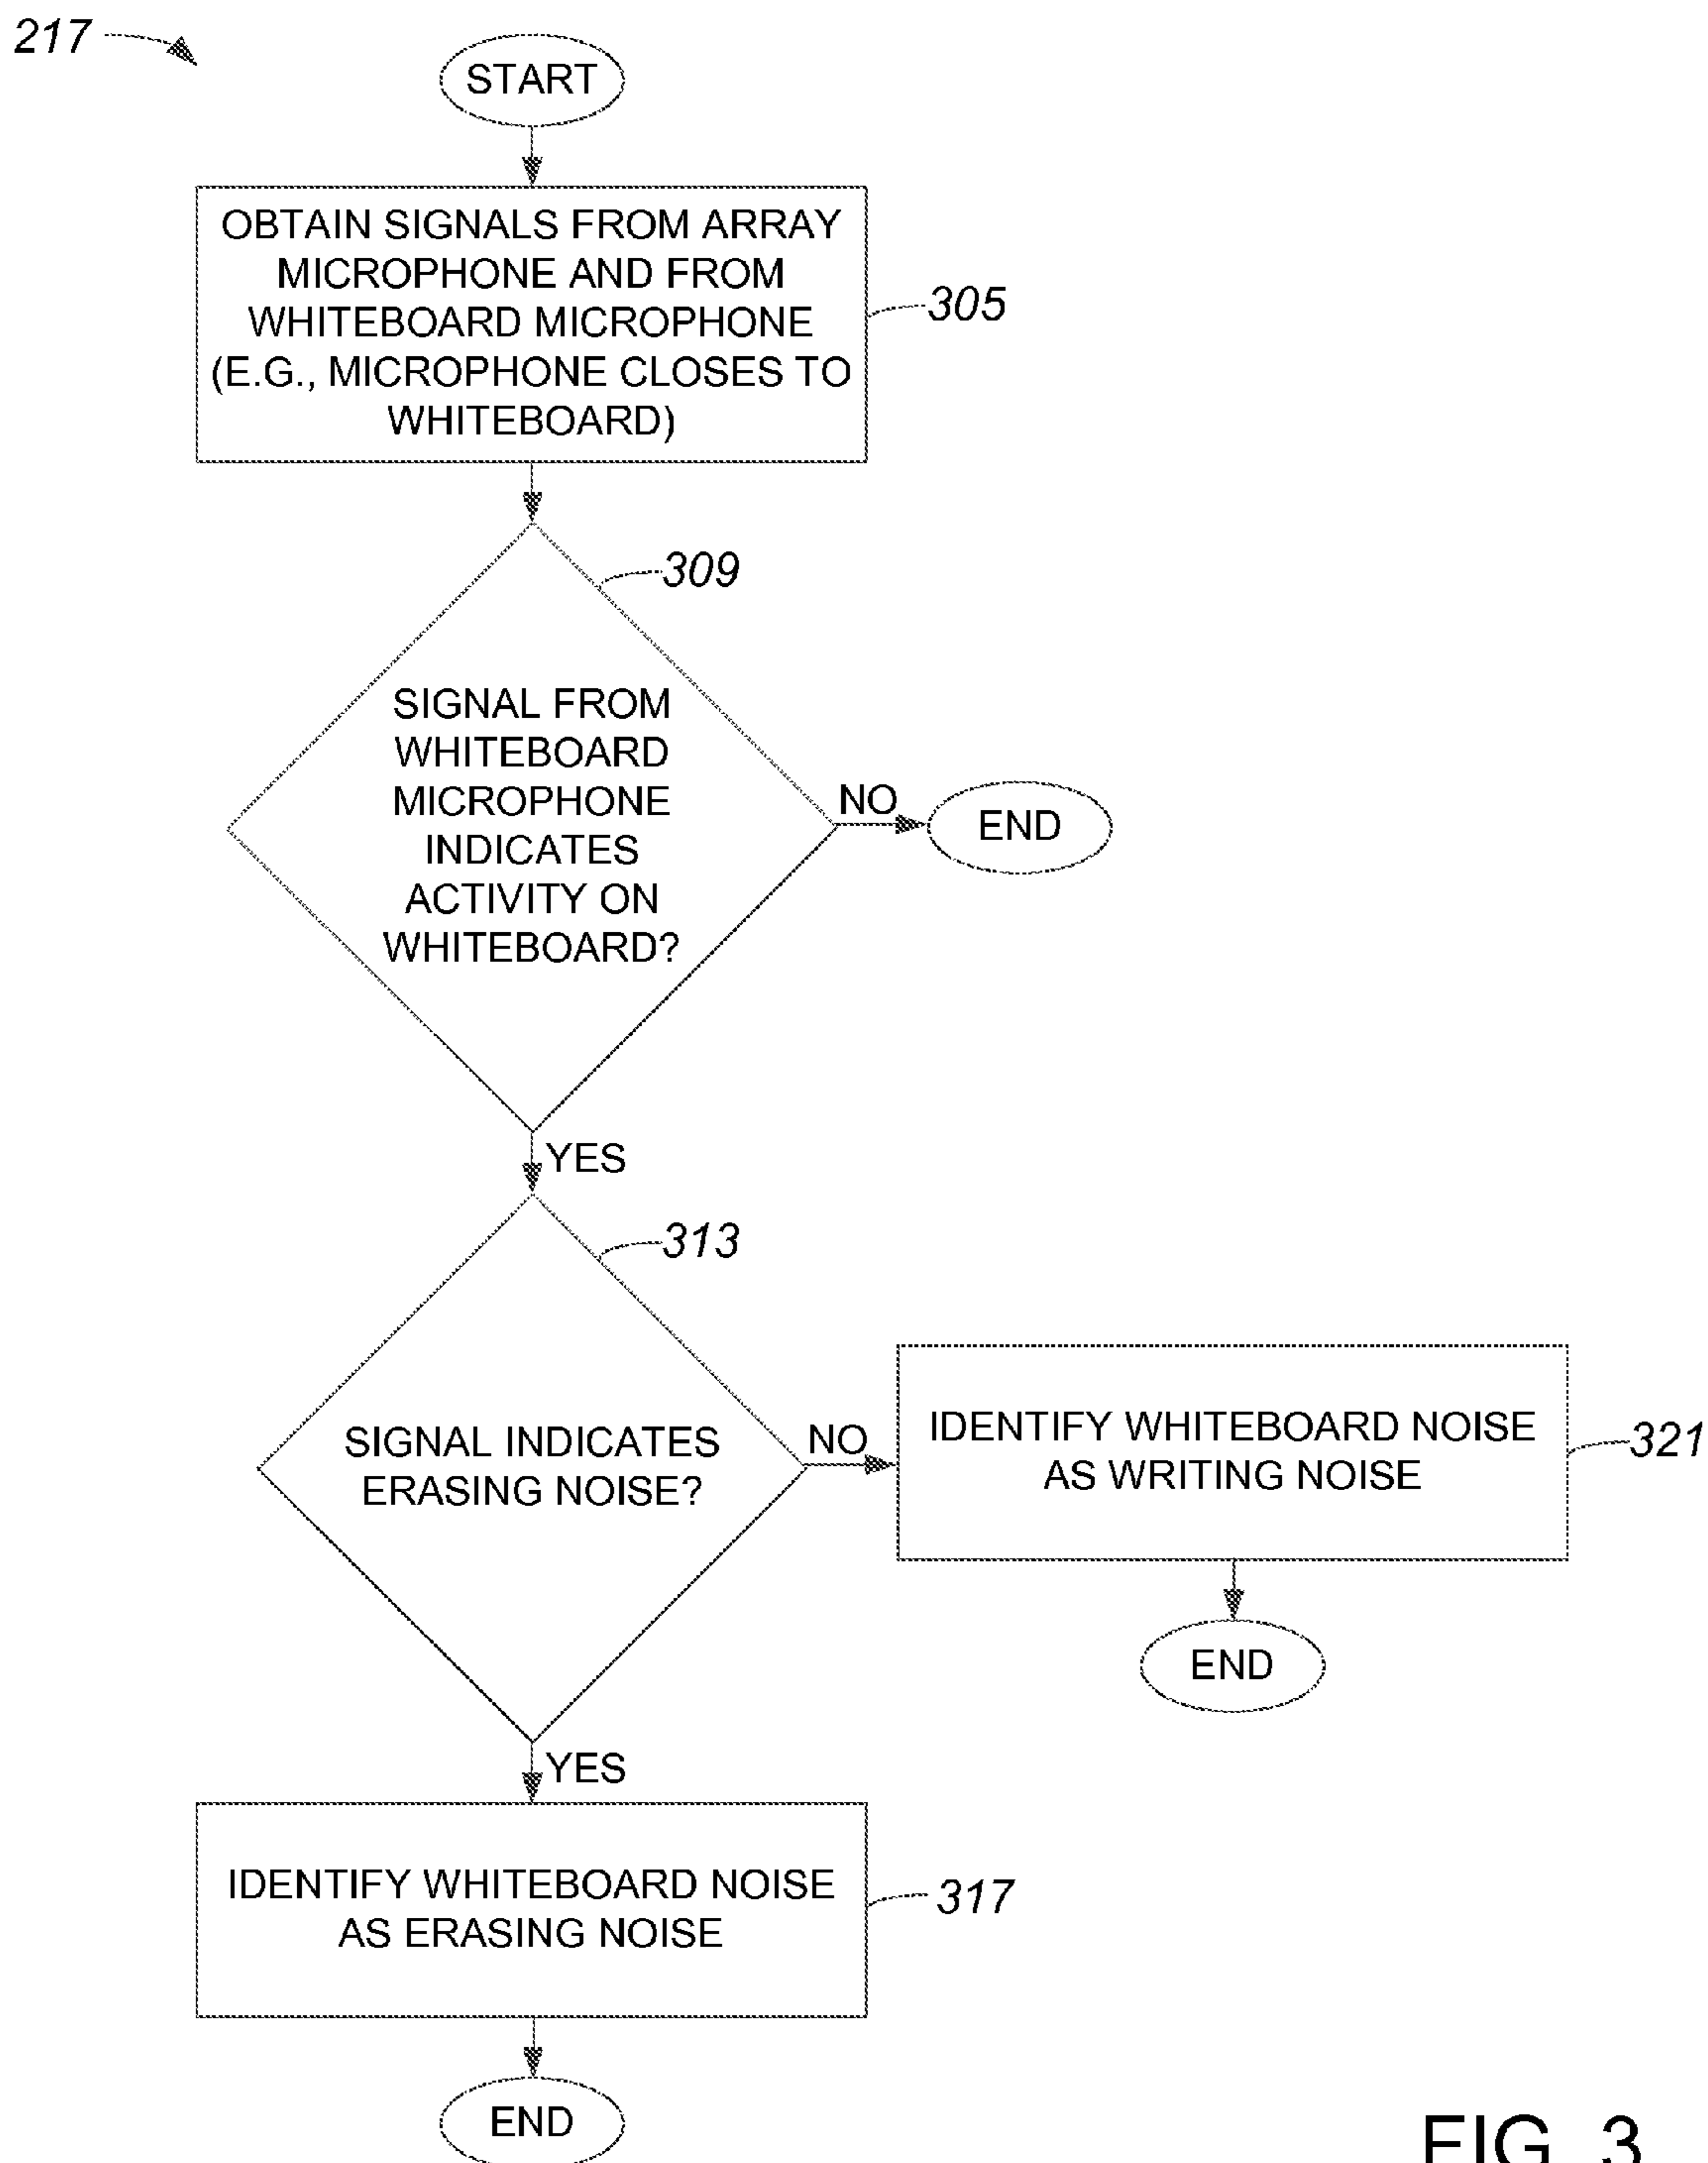 217
START
OBTAIN SIGNALS FROM ARRAY
MICROPHONE AND FROM
WHITEBOARD MICROPHONE
(E.G., MICROPHONE CLOSES TO
WHITEBOARD)
305
309
SIGNAL FROM
WHITEBOARD
MICROPHONE
INDICATES
ACTIVITY ON
WHITEBOARD?
NO
END
YES
313
SIGNAL INDICATES
ERASING NOISE?
NO
IDENTIFY WHITEBOARD NOISE
AS WRITING NOISE
321
END
YES
IDENTIFY WHITEBOARD NOISE
AS ERASING NOISE
317
END
FIG. 3